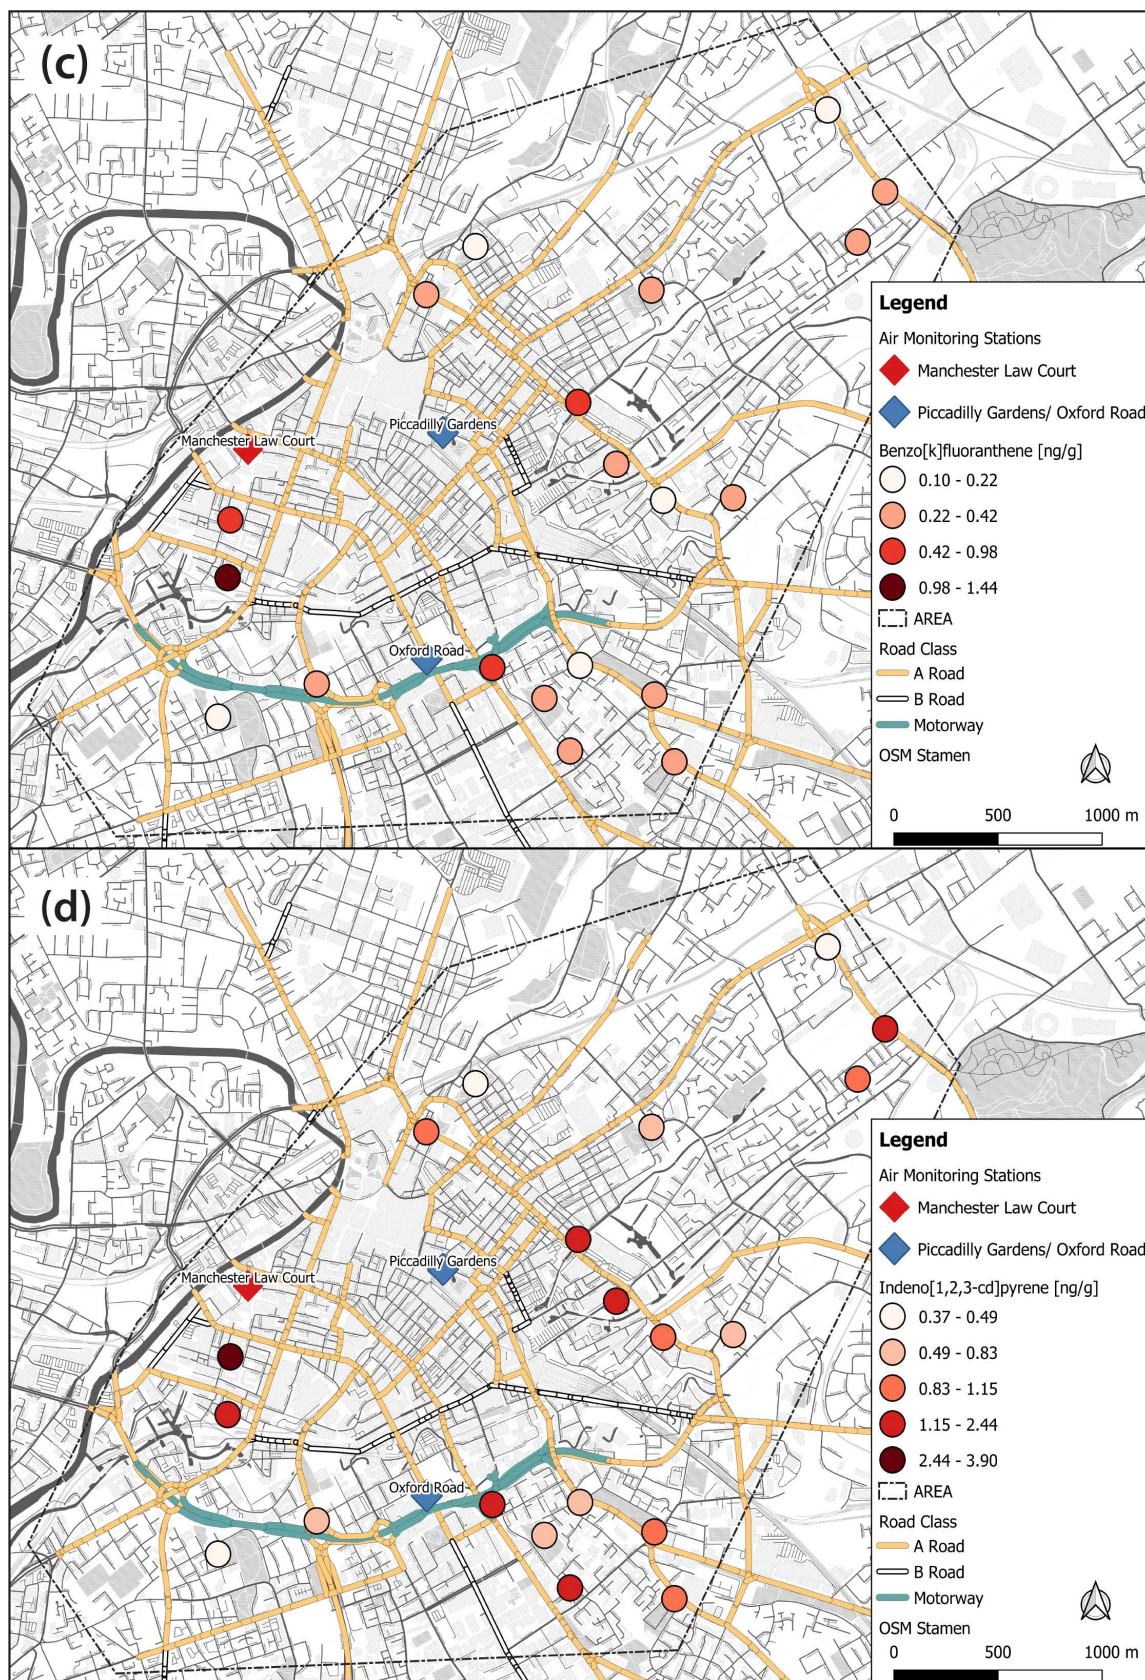 (c)
Piccadilly Gardens
Manchester Law Court
Oxford Road
Legend
Air Monitoring Stations
Manchester Law Court
Piccadilly Gardens/ Oxford Road
Benzo[k]fluoranthene [ng/g]
0.10 - 0.22
0.22 - 0.42
0.42 - 0.98
0.98 - 1.44
AREA
Road Class
A Road
B Road
Motorway
OSM Stamen
0 500 1000 m
(d)
Piccadilly Gardens
Manchester Law Court
Oxford Road
Legend
Air Monitoring Stations
Manchester Law Court
Piccadilly Gardens/ Oxford Road
Indeno[1,2,3-cd]pyrene [ng/g]
0.37 - 0.49
0.49 - 0.83
0.83 - 1.15
1.15 - 2.44
2.44 - 3.90
AREA
Road Class
A Road
B Road
Motorway
OSM Stamen
0 500 1000 m